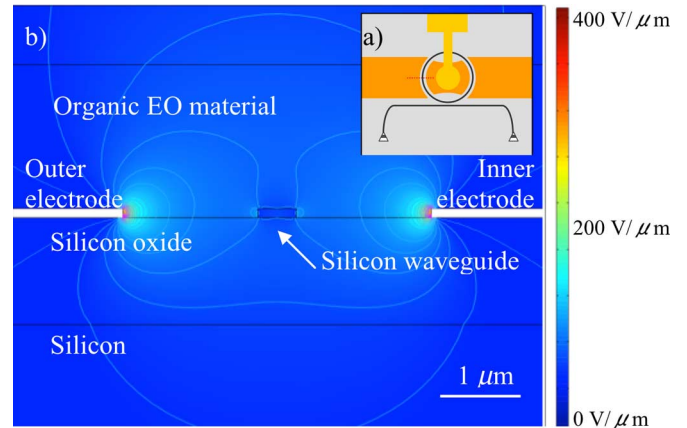 b)
a)
400 V/μm
Organic EO material
Outer
electrode
Inner
electrode
200 V/μm
Silicon oxide
Silicon waveguide
Silicon
1 μm
0 V/μm